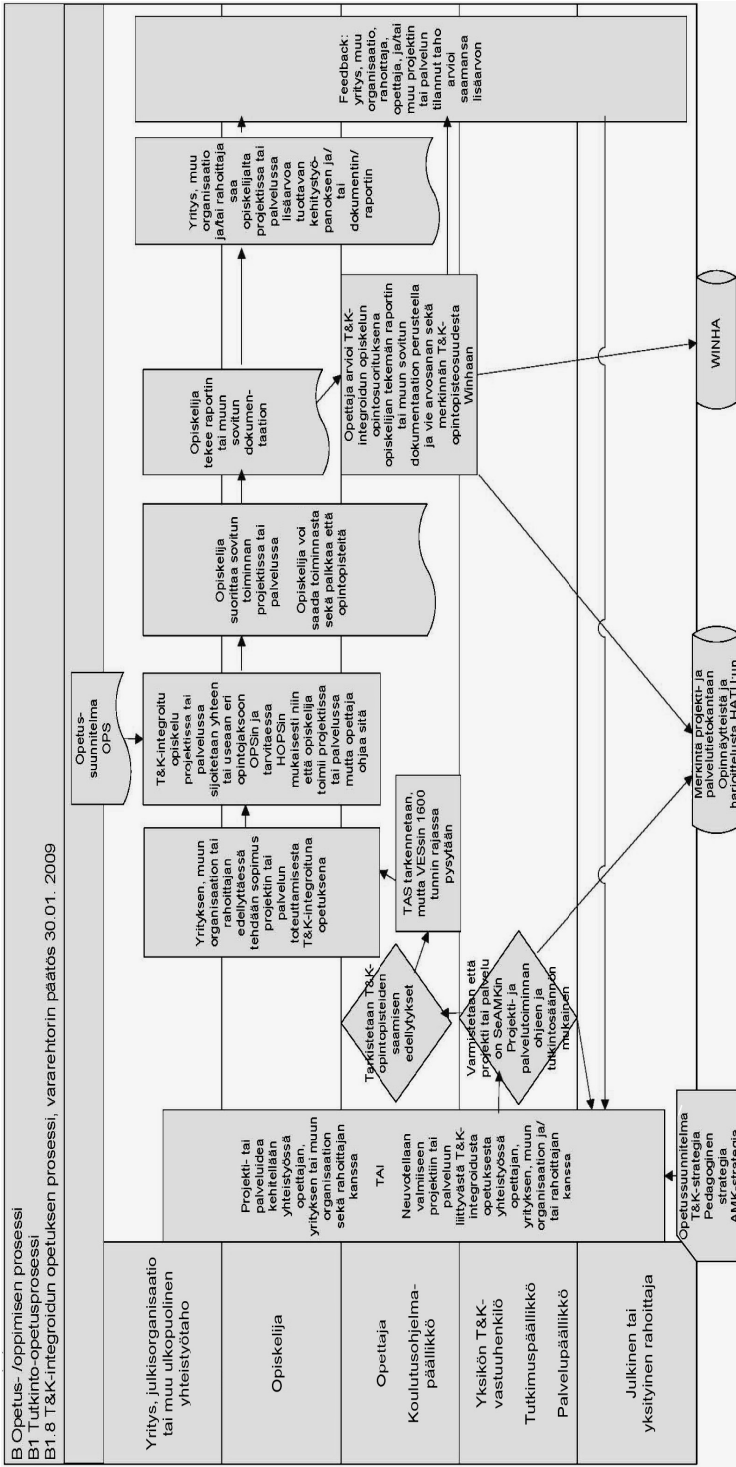 B Opetus- /oppimisen prosessi
B1 Tutkinto-opetusprosessi
B1.8 T&K-integroidun opetuksen prosessi, vararehtorin päätös 30.01. 2009
Yritys, julkisorganisaatio
tai muu ulkopuolinen
yhteistyötaho
Opiskelija
Opettaja
Koulutusohjelma-
päällikkö
Yksikön T&K-
vastuuhenkilö
Tutkimuspäällikkö
Palvelupäällikkö
Julkinen tai
yksityinen rahoittaja
Projekti- tai
palveluidea
kehitellään
yhteistyössä
opettajan,
yrityksen tai muun
organisaation
sekä rahoittajan
kanssa
TAI
Neuvotellaan
valmiiseen
projektiin tai
palveluun
liittyvästä T&K-
integroidusta
opetuksesta
yhteistyössä
opettajan,
yrityksen, muun
organisaation ja/
tai rahoittajan
kanssa
Opetussuunnitelma
T&K-strategia
Pedagoginen
strategia
AMK-strategia
Varmistetaan että
projekti tai palvelu
on SeAMKin
Projekti- ja
palvelutoiminnan
ohjeen ja
tutkintosäännön
mukainen
Tarkistetaan T&K-
opintopisteiden
saamisen
edellytykset
TAS tarkennetaan,
mutta VESsin 1600
tunnin rajassa
pysytään
Yrityksen, muun
organisaation tai
rahoittajan
edellyttäessä
tehdään sopimus
projektin tai
palvelun
toteuttamisesta
T&K-integroituna
opetuksena
Opetus-
suunnitelma
OPS
T&K-integroitu
opiskelu
projektissa tai
palvelussa
sijoitetaan yhteen
tai useaan eri
opintojaksoon
OPSin ja
tarvitaessa
HOPSin
mukaisesti niin
että opiskelija
toimii projektissa
tai palvelussa
mutta opettaja
ohjaa sitä
Opiskelija
suorittaa sovitun
toiminnan
projektissa tai
palvelussa
Opiskelija voi
saada toiminnasta
sekä palkkaa että
opintopisteitä
Opiskelija
tekee raportin
tai muun
sovitun
dokumen-
taation
Opettaja arvioi T&K-
integroidun opiskelun
opintosuorituksena
opiskelijan tekemän raportin
tai muun sovitun
dokumentaation perusteella
ja vie arvosanan sekä
merkinnän T&K-
opintopisteosuudesta
Winhaan
Yritys, muu
organisaatio
ja/tai rahoittaja
saa
opiskelijalta
projektissa tai
palvelussa
lisäarvoa
tuottavan
kehitystyö-
panoksen ja/
tai
dokumentin/
raportin
Feedback:
yritys, muu
organisaatio,
rahoittaja,
opettaja, ja/tai
muu projektin
tai palvelun
tilannut taho
arvioi
saamansa
lisäarvon
Merkintä projekti- ja
palvelutietokantaan
Opinnäytteistä ja
harjoittelusta HATU:un
WINHA